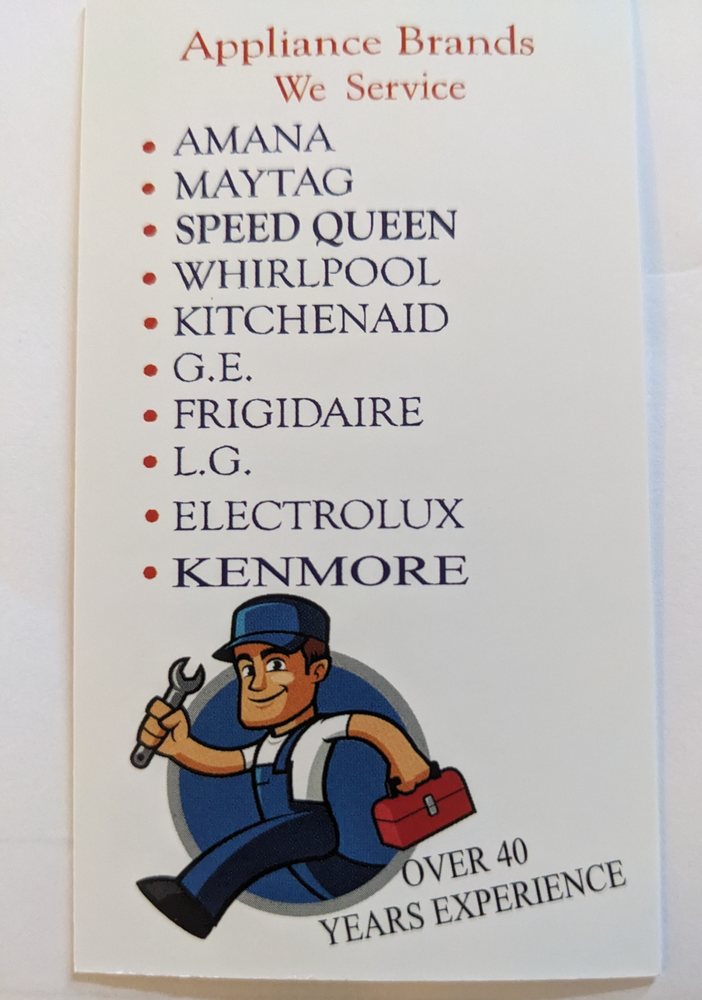 Appliance Brands
We Service
• AMANA
• MAYTAG
• SPEED QUEEN
• WHIRLPOOL
• KITCHENAID
• G.E.
• FRIGIDAIRE
• L.G.
• ELECTROLUX
• KENMORE
OVER 40
YEARS EXPERIENCE